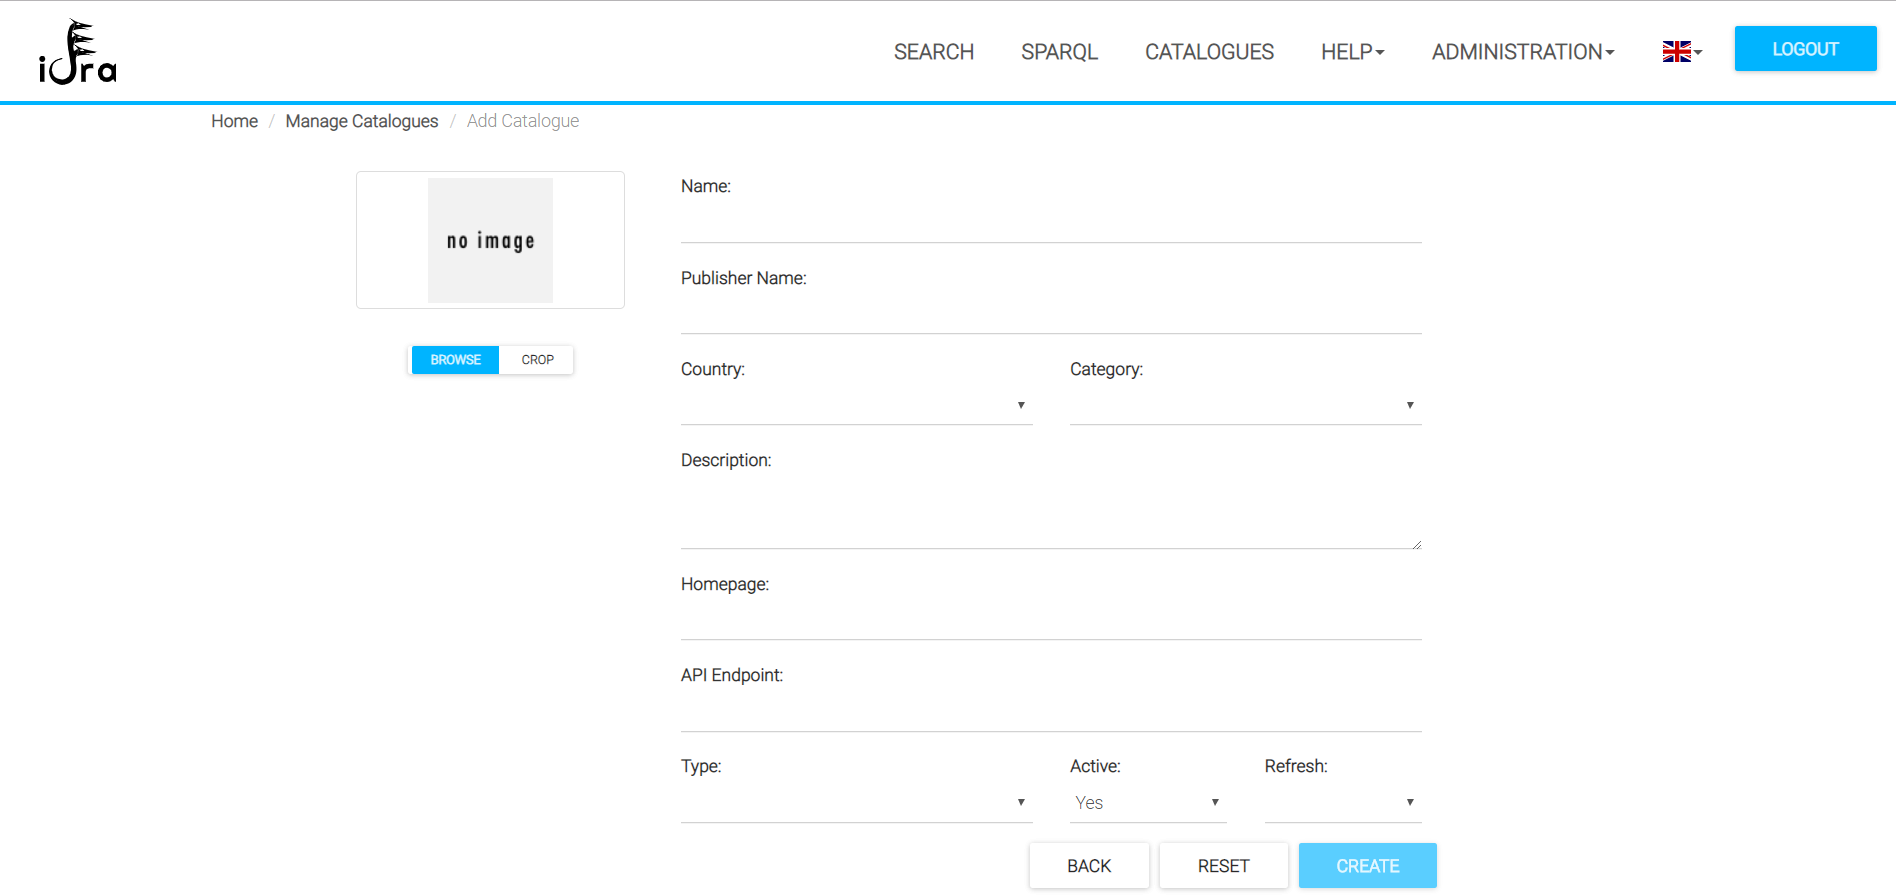 idra
SEARCH SPARQL CATALOGUES HELP ADMINISTRATION LOGOUT
Home / Manage Catalogues / Add Catalogue
no image
BROWSE CROP
Name:
Publisher Name:
Country: Category:
Description:
Homepage:
API Endpoint:
Type: Active: Refresh:
Yes
BACK RESET CREATE